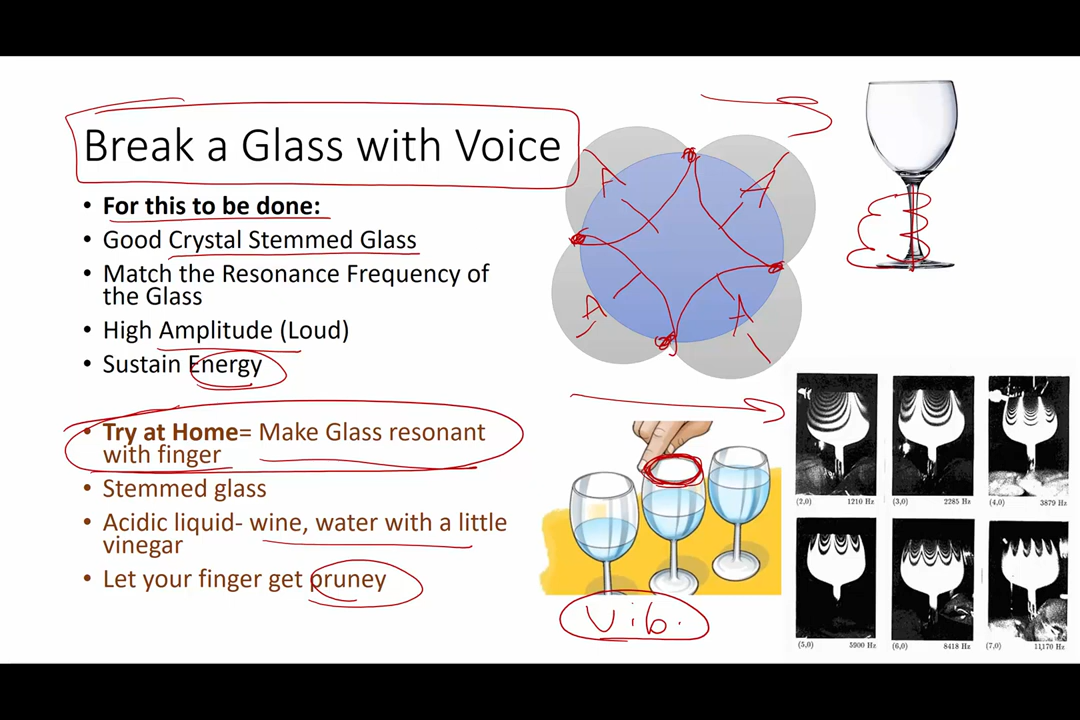 Break a Glass with Voice
• For this to be done:
• Good Crystal Stemmed Glass
• Match the Resonance Frequency of
the Glass
• High Amplitude (Loud)
• Sustain Energy
• Try at Home= Make Glass resonant
with finger
• Stemmed glass
• Acidic liquid- wine, water with a little
vinegar
• Let your finger get pruney
A A
A A
Vib.
(2,0) 1210 Hz
(3,0) 2285 Hz
(4,0) 3879 Hz
(5,0) 5900 Hz
(6,0) 8418 Hz
(7,0) 11,170 Hz